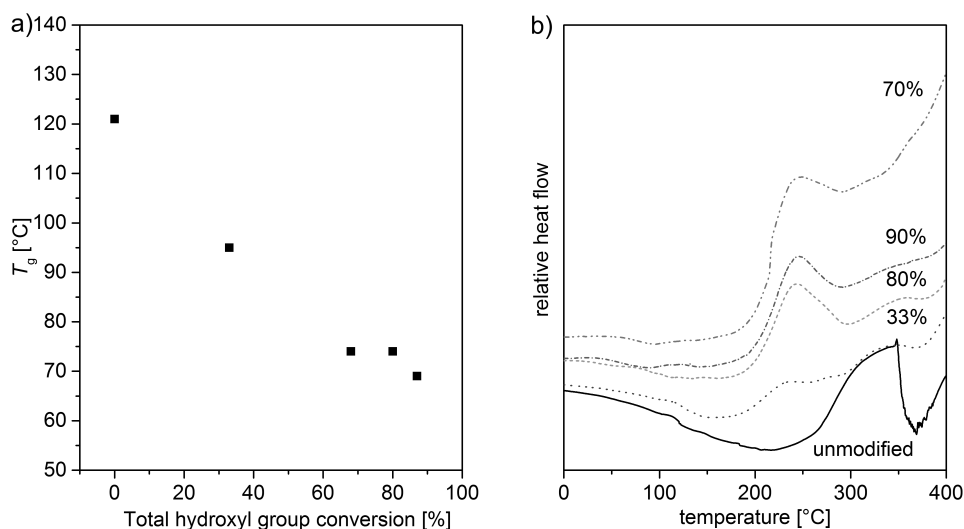 a)
140
130
120
110
100
90
80
70
60
50
Tg [°C]
0 20 40 60 80 100
Total hydroxyl group conversion [%]
b)
relative heat flow
70%
90%
80%
33%
unmodified
0 100 200 300 400
temperature [°C]